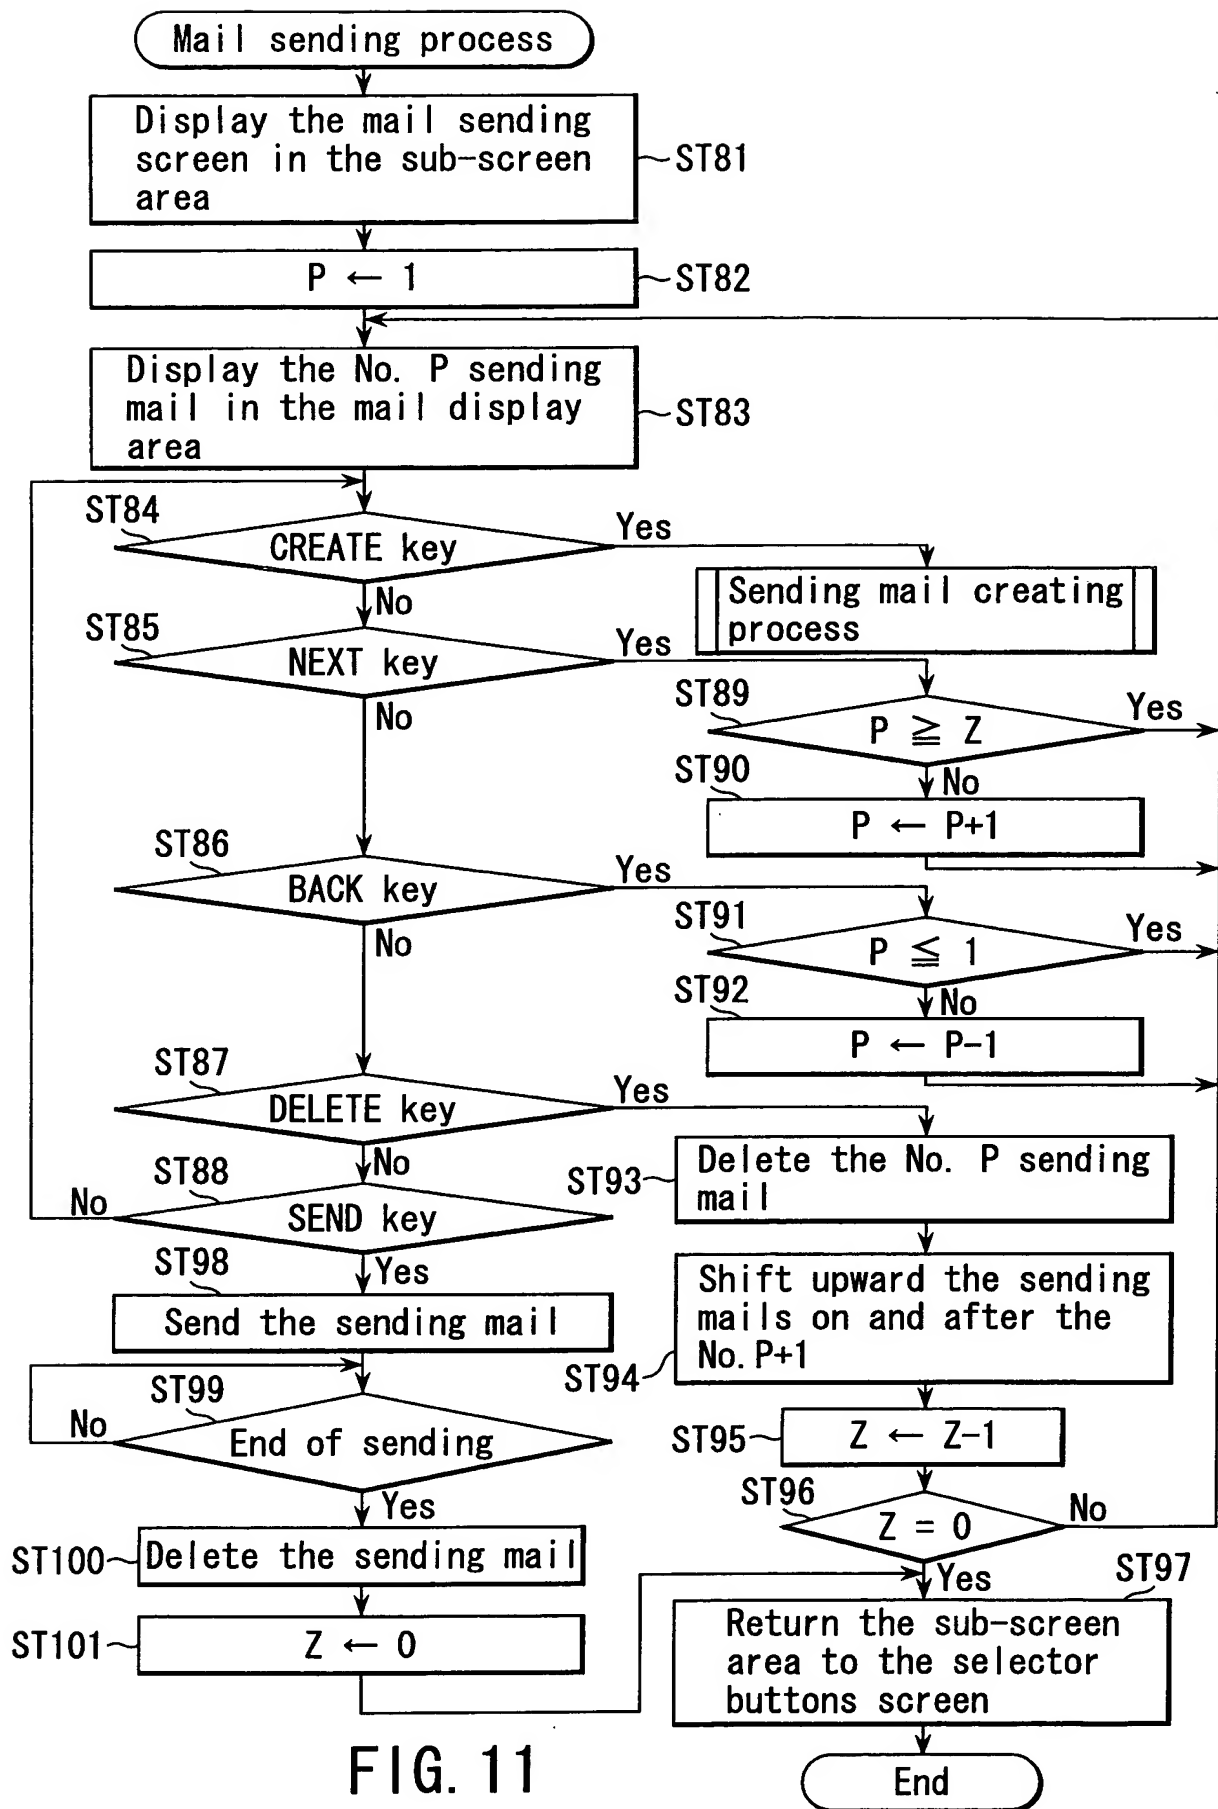 Mail sending process
Display the mail sending
screen in the sub-screen
area
ST81
P ← 1
ST82
Display the No. P sending
mail in the mail display
area
ST83
ST84
CREATE key
Yes
No
Sending mail creating
process
ST85
NEXT key
Yes
No
ST89
P ≧ Z
Yes
No
ST90
P ← P+1
ST86
BACK key
Yes
No
ST91
P ≦ 1
Yes
No
ST92
P ← P-1
ST87
DELETE key
Yes
No
ST93
Delete the No. P sending
mail
ST88
SEND key
No
Yes
ST94
Shift upward the sending
mails on and after the
No. P+1
ST98
Send the sending mail
ST99
End of sending
No
Yes
ST95
Z ← Z-1
ST96
Z = 0
No
Yes
ST100
Delete the sending mail
ST101
Z ← 0
ST97
Return the sub-screen
area to the selector
buttons screen
End
FIG. 11